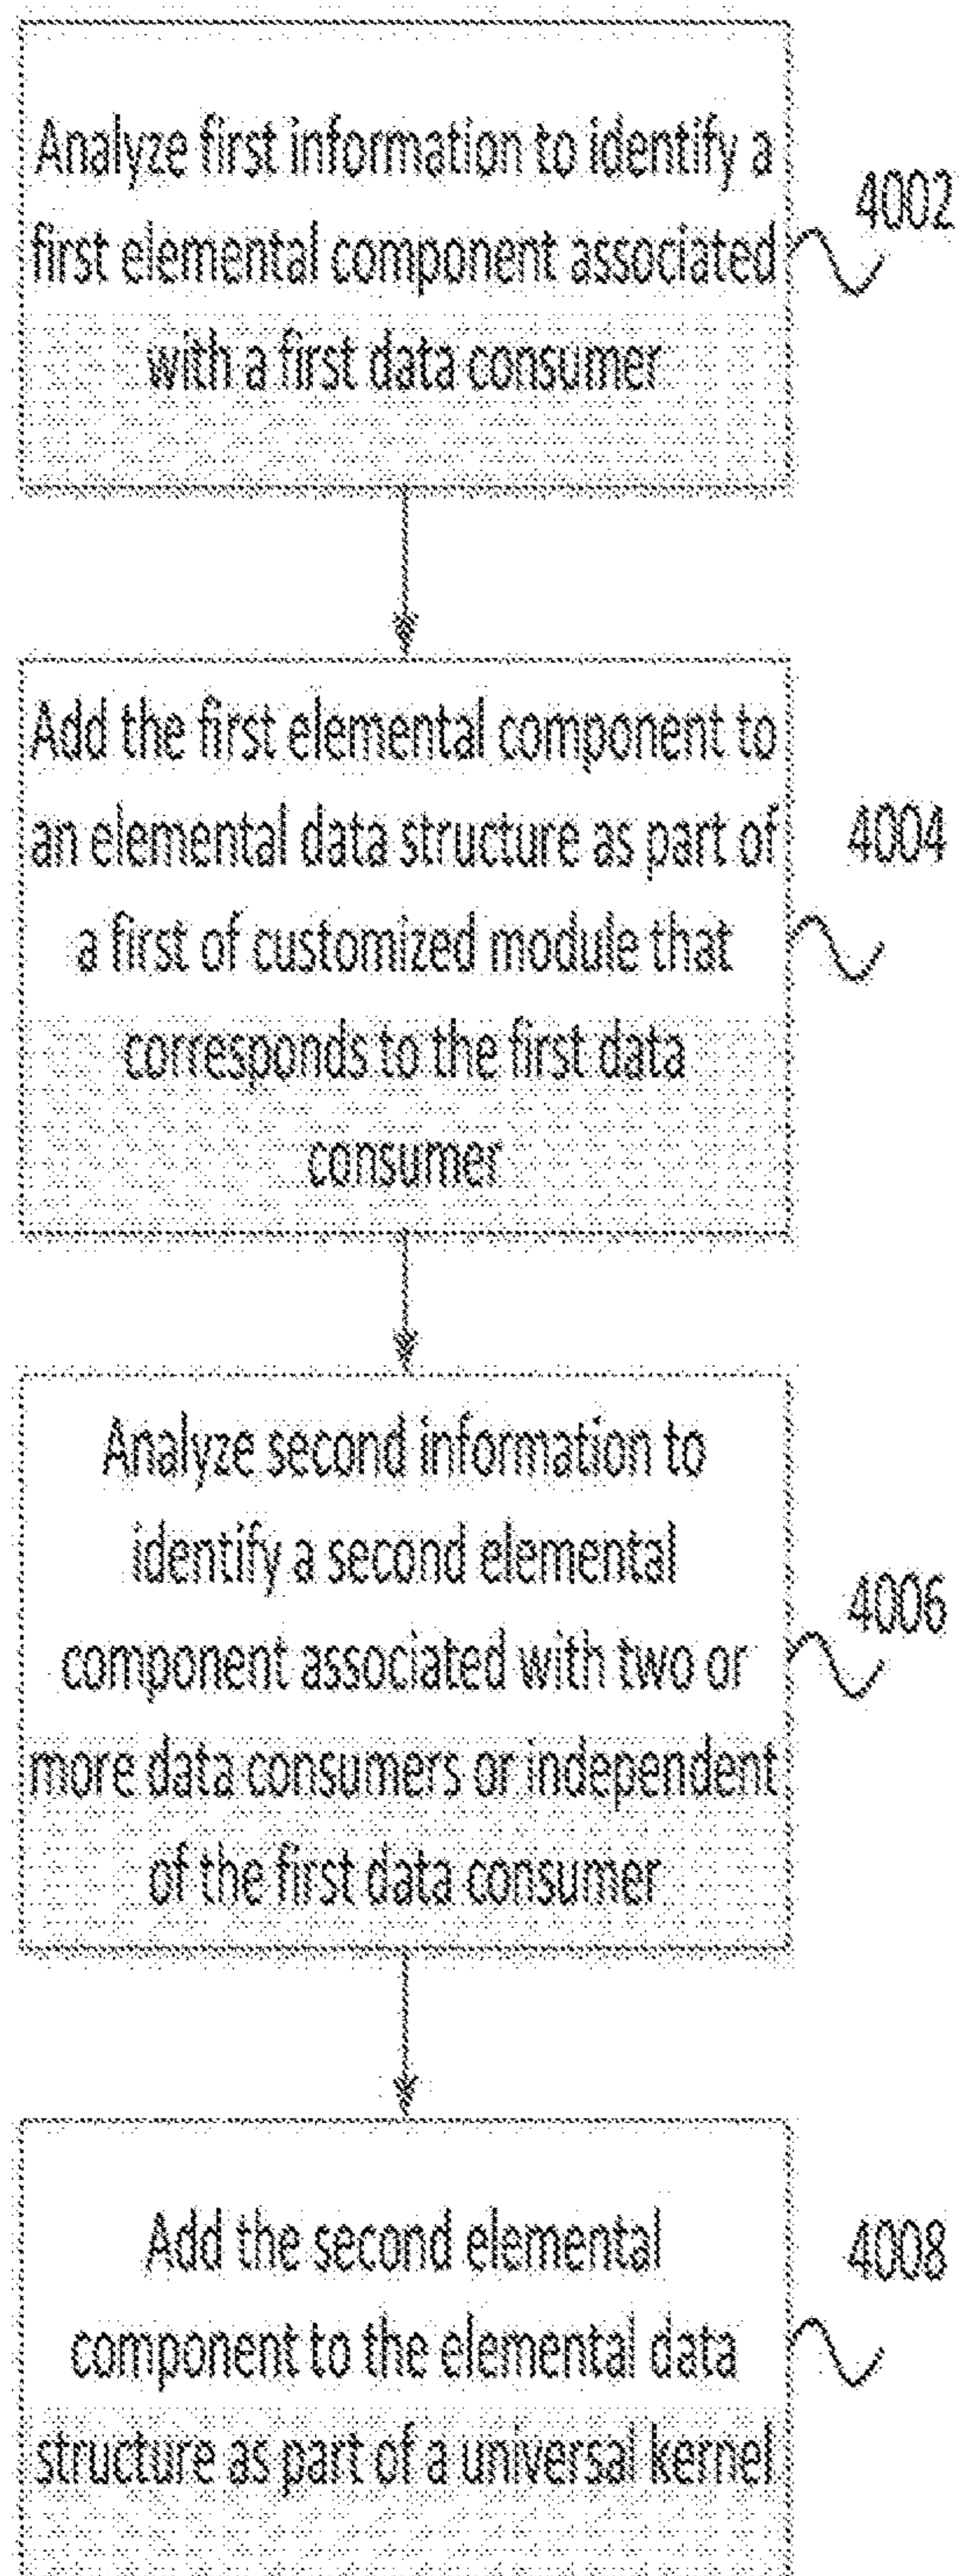 Analyze first information to identify a
first elemental component associated
with a first data consumer
4002
Add the first elemental component to
an elemental data structure as part of
a first of customized module that
corresponds to the first data
consumer
4004
Analyze second information to
identify a second elemental
component associated with two or
more data consumers or independent
of the first data consumer
4006
Add the second elemental
component to the elemental data
structure as part of a universal kernel
4008